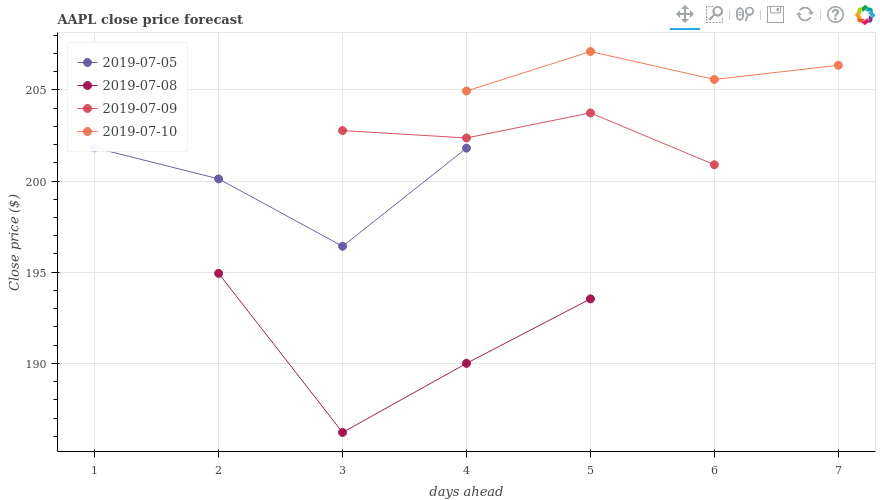 AAPL close price forecast
2019-07-05
2019-07-08
2019-07-09
2019-07-10
205
200
195
190
Close price ($)
1 2 3 4 5 6 7
days ahead